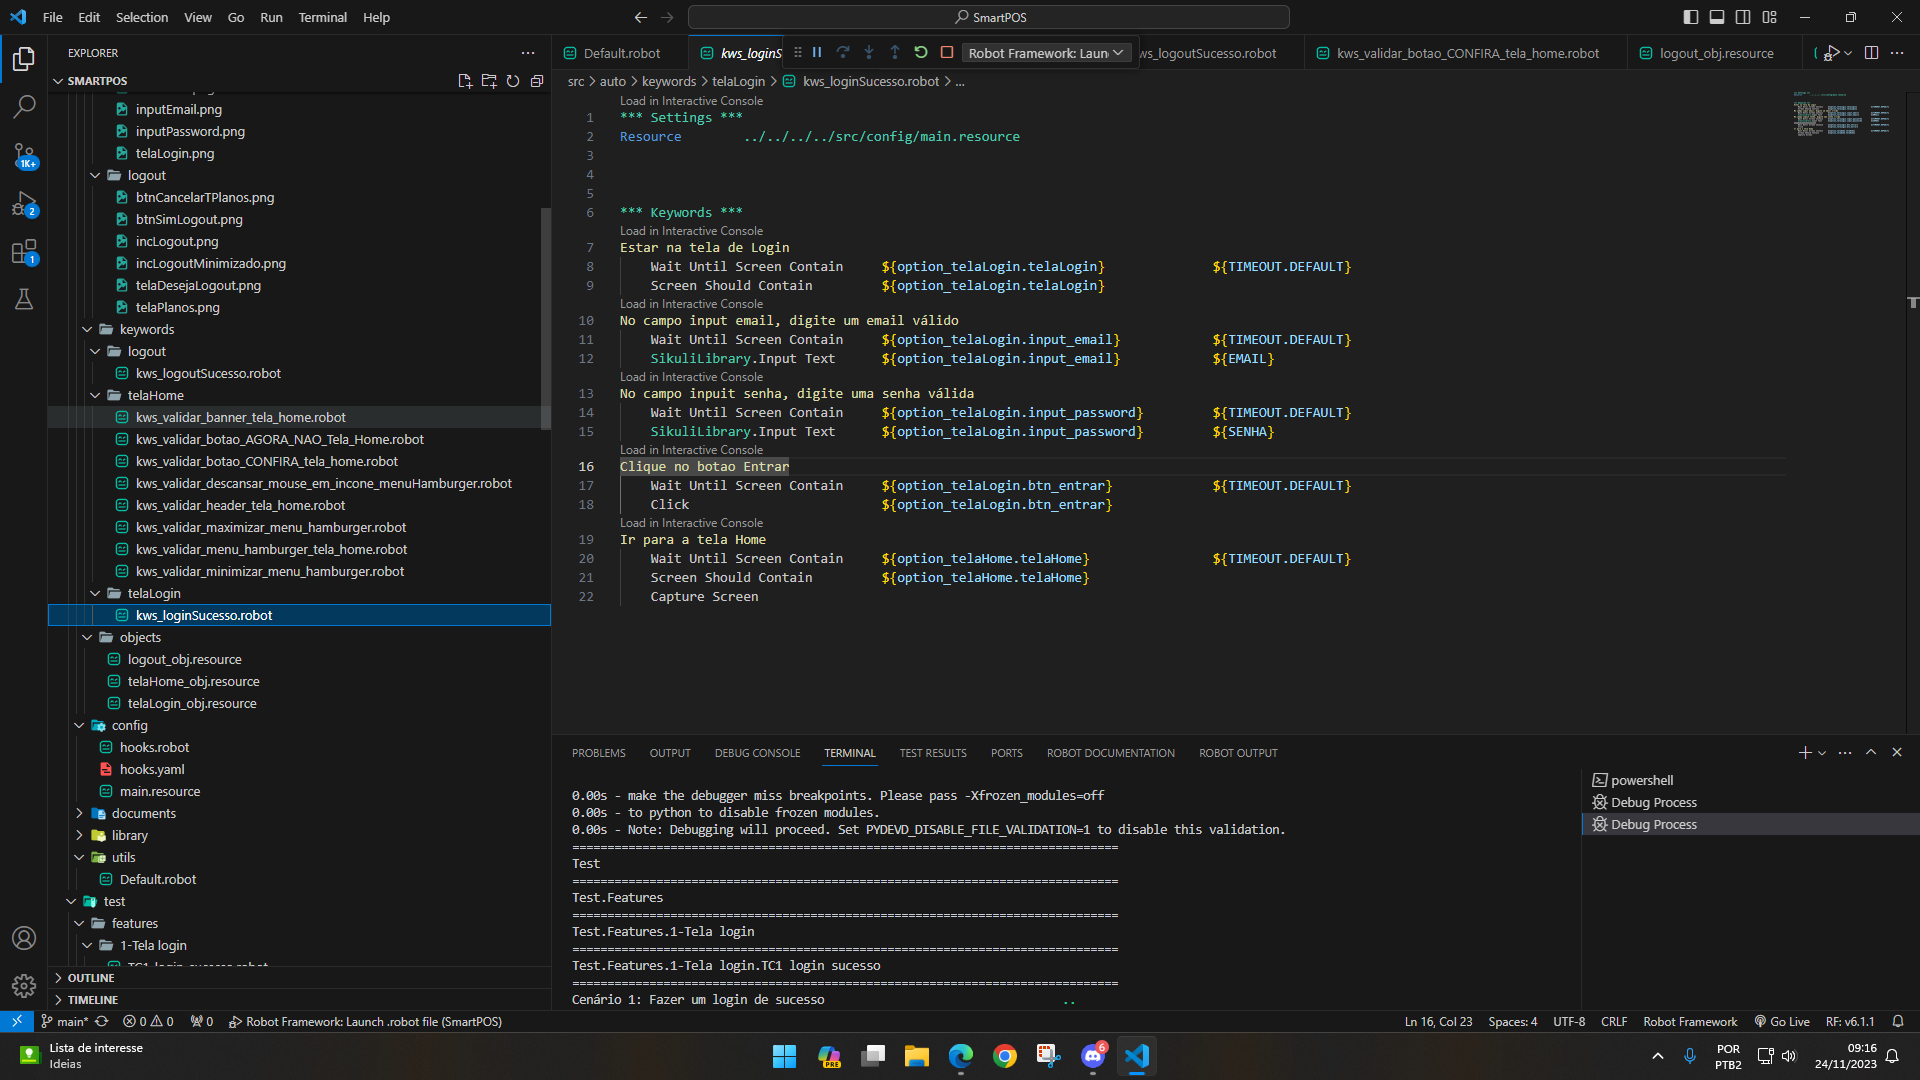 File Edit Selection View Go Run Terminal Help
SmartPOS
EXPLORER
SMARTPOS
inputEmail.png
inputPassword.png
telaLogin.png
logout
btnCancelarTPlanos.png
btnSimLogout.png
incLogout.png
incLogoutMinimizado.png
telaDesejaLogout.png
telaPlanos.png
keywords
logout
kws_logoutSucesso.robot
telaHome
kws_validar_banner_tela_home.robot
kws_validar_botao_AGORA_NAO_Tela_Home.robot
kws_validar_botao_CONFIRA_tela_home.robot
kws_validar_descansar_mouse_em_incone_menuHamburger.robot
kws_validar_header_tela_home.robot
kws_validar_maximizar_menu_hamburger.robot
kws_validar_menu_hamburger_tela_home.robot
kws_validar_minimizar_menu_hamburger.robot
telaLogin
kws_loginSucesso.robot
objects
logout_obj.resource
telaHome_obj.resource
telaLogin_obj.resource
config
hooks.robot
hooks.yaml
main.resource
documents
library
utils
Default.robot
test
features
1-Tela login
OUTLINE
TIMELINE
1K+
2
1
Default.robot
kws_loginS
Robot Framework: Laun
ws_logoutSucesso.robot
kws_validar_botao_CONFIRA_tela_home.robot
logout_obj.resource
src > auto > keywords > telaLogin > kws_loginSucesso.robot > ...
Load in Interactive Console
1 *** Settings ***
2 Resource ../../../../src/config/main.resource
3
4
5
6 *** Keywords ***
Load in Interactive Console
7 Estar na tela de Login
8 Wait Until Screen Contain ${option_telaLogin.telaLogin} ${TIMEOUT.DEFAULT}
9 Screen Should Contain ${option_telaLogin.telaLogin}
Load in Interactive Console
10 No campo input email, digite um email válido
11 Wait Until Screen Contain ${option_telaLogin.input_email} ${TIMEOUT.DEFAULT}
12 SikuliLibrary.Input Text ${option_telaLogin.input_email} ${EMAIL}
Load in Interactive Console
13 No campo inpuit senha, digite uma senha válida
14 Wait Until Screen Contain ${option_telaLogin.input_password} ${TIMEOUT.DEFAULT}
15 SikuliLibrary.Input Text ${option_telaLogin.input_password} ${SENHA}
Load in Interactive Console
16 Clique no botao Entrar
17 Wait Until Screen Contain ${option_telaLogin.btn_entrar} ${TIMEOUT.DEFAULT}
18 Click ${option_telaLogin.btn_entrar}
Load in Interactive Console
19 Ir para a tela Home
20 Wait Until Screen Contain ${option_telaHome.telaHome} ${TIMEOUT.DEFAULT}
21 Screen Should Contain ${option_telaHome.telaHome}
22 Capture Screen
PROBLEMS OUTPUT DEBUG CONSOLE TERMINAL TEST RESULTS PORTS ROBOT DOCUMENTATION ROBOT OUTPUT
0.00s - make the debugger miss breakpoints. Please pass -Xfrozen_modules=off
0.00s - to python to disable frozen modules.
0.00s - Note: Debugging will proceed. Set PYDEVD_DISABLE_FILE_VALIDATION=1 to disable this validation.
==============================================================================
Test
==============================================================================
Test.Features
==============================================================================
Test.Features.1-Tela login
==============================================================================
Test.Features.1-Tela login.TC1 login sucesso
==============================================================================
Cenário 1: Fazer um login de sucesso ..
powershell
Debug Process
Debug Process
main* 0 0 0 Robot Framework: Launch .robot file (SmartPOS)
Ln 16, Col 23 Spaces: 4 UTF-8 CRLF Robot Framework Go Live RF: v6.1.1
Lista de interesse
Ideias
PRE
6
POR
PTB2
09:16
24/11/2023